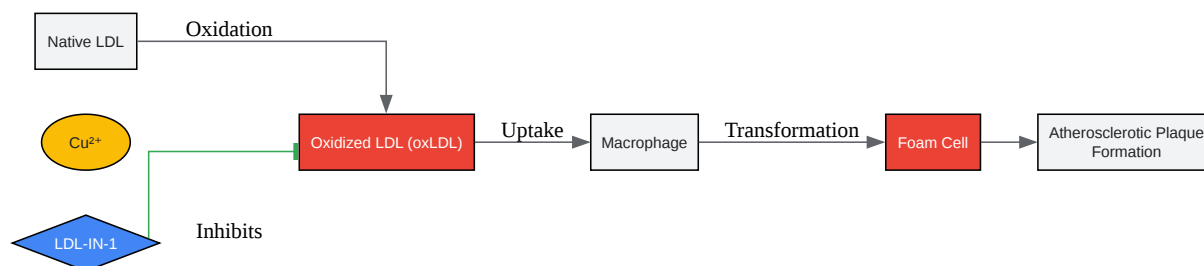 Native LDL
Oxidation
Cu²⁺
Oxidized LDL (oxLDL)
Uptake
Macrophage
Transformation
Foam Cell
Atherosclerotic Plaque
Formation
LDL-IN-1
Inhibits